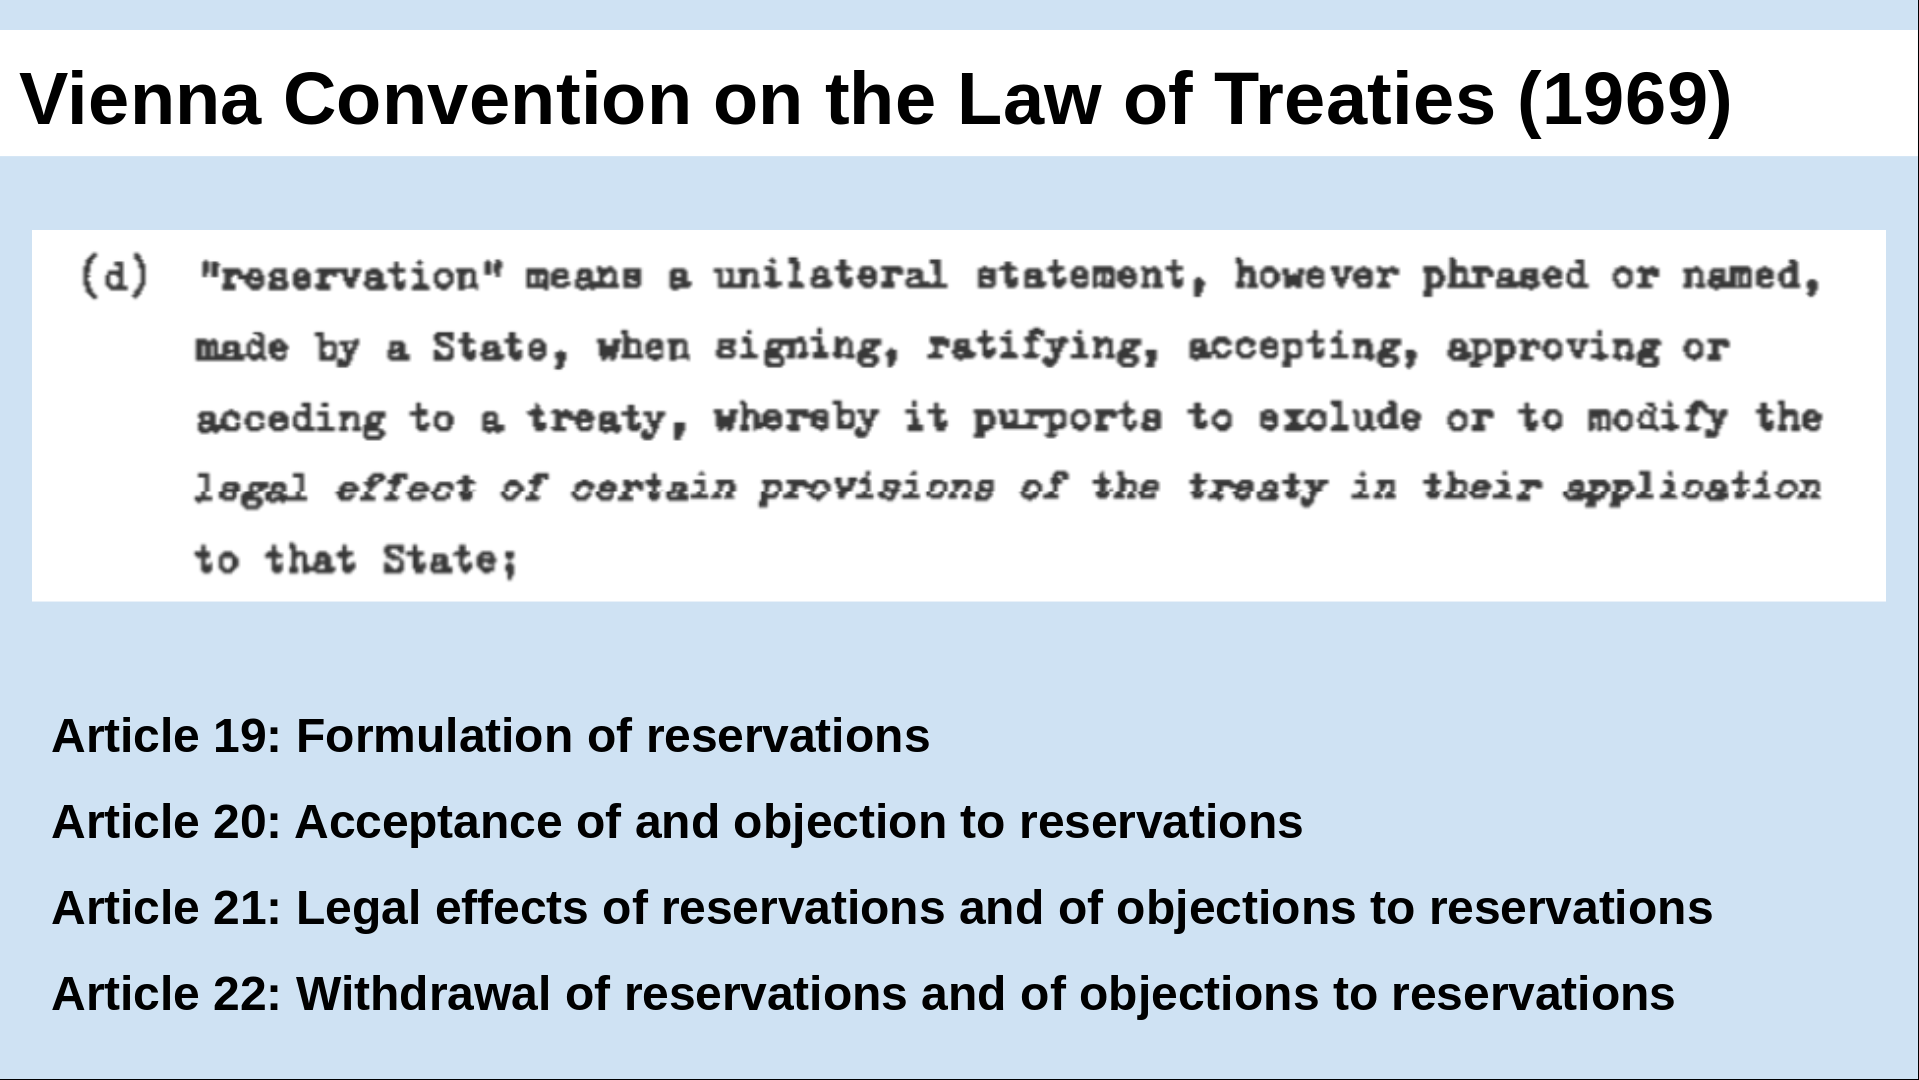 Vienna Convention on the Law of Treaties (1969)
(d) "reservation" means a unilateral statement, however phrased or named,
made by a State, when signing, ratifying, accepting, approving or
acceding to a treaty, whereby it purports to exclude or to modify the
legal effect of certain provisions of the treaty in their application
to that State;
Article 19: Formulation of reservations
Article 20: Acceptance of and objection to reservations
Article 21: Legal effects of reservations and of objections to reservations
Article 22: Withdrawal of reservations and of objections to reservations